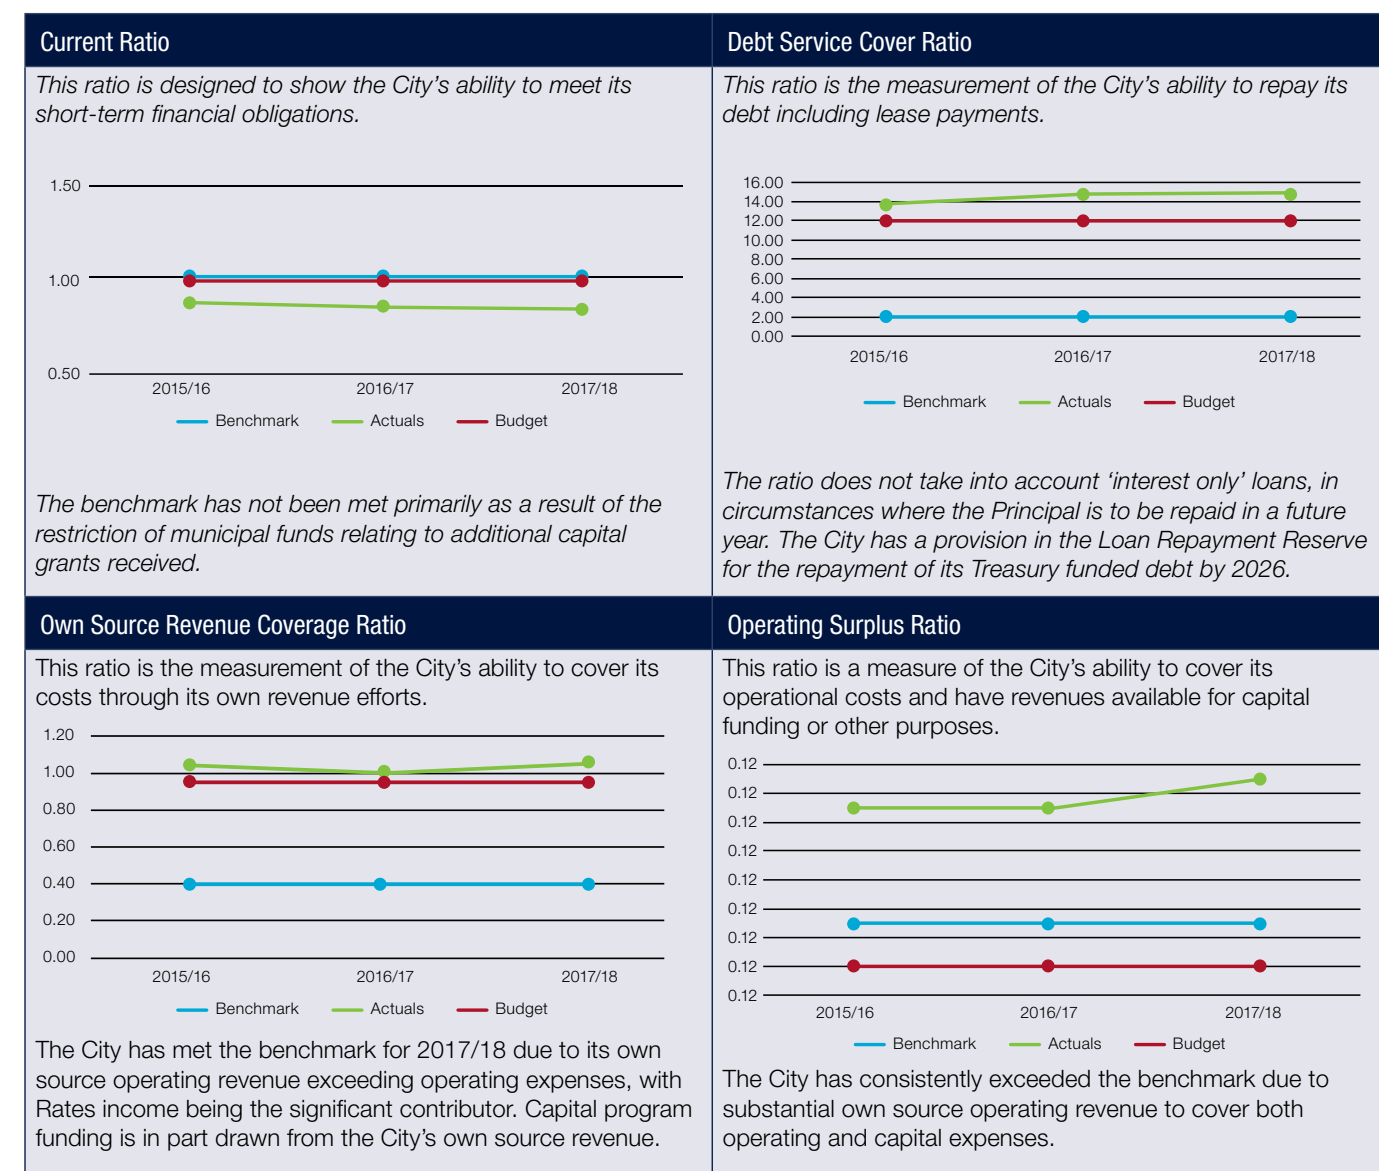 Current Ratio
This ratio is designed to show the City's ability to meet its
short-term financial obligations.
1.50
1.00
0.50
2015/16 2016/17 2017/18
Benchmark Actuals Budget
The benchmark has not been met primarily as a result of the
restriction of municipal funds relating to additional capital
grants received.
Debt Service Cover Ratio
This ratio is the measurement of the City's ability to repay its
debt including lease payments.
16.00
14.00
12.00
10.00
8.00
6.00
4.00
2.00
0.00
2015/16 2016/17 2017/18
Benchmark Actuals Budget
The ratio does not take into account ‘interest only’ loans, in
circumstances where the Principal is to be repaid in a future
year. The City has a provision in the Loan Repayment Reserve
for the repayment of its Treasury funded debt by 2026.
Own Source Revenue Coverage Ratio
This ratio is the measurement of the City's ability to cover its
costs through its own revenue efforts.
1.20
1.00
0.80
0.60
0.40
0.20
0.00
2015/16 2016/17 2017/18
Benchmark Actuals Budget
The City has met the benchmark for 2017/18 due to its own
source operating revenue exceeding operating expenses, with
Rates income being the significant contributor. Capital program
funding is in part drawn from the City's own source revenue.
Operating Surplus Ratio
This ratio is a measure of the City's ability to cover its
operational costs and have revenues available for capital
funding or other purposes.
0.12
0.12
0.12
0.12
0.12
0.12
0.12
0.12
0.12
2015/16 2016/17 2017/18
Benchmark Actuals Budget
The City has consistently exceeded the benchmark due to
substantial own source operating revenue to cover both
operating and capital expenses.